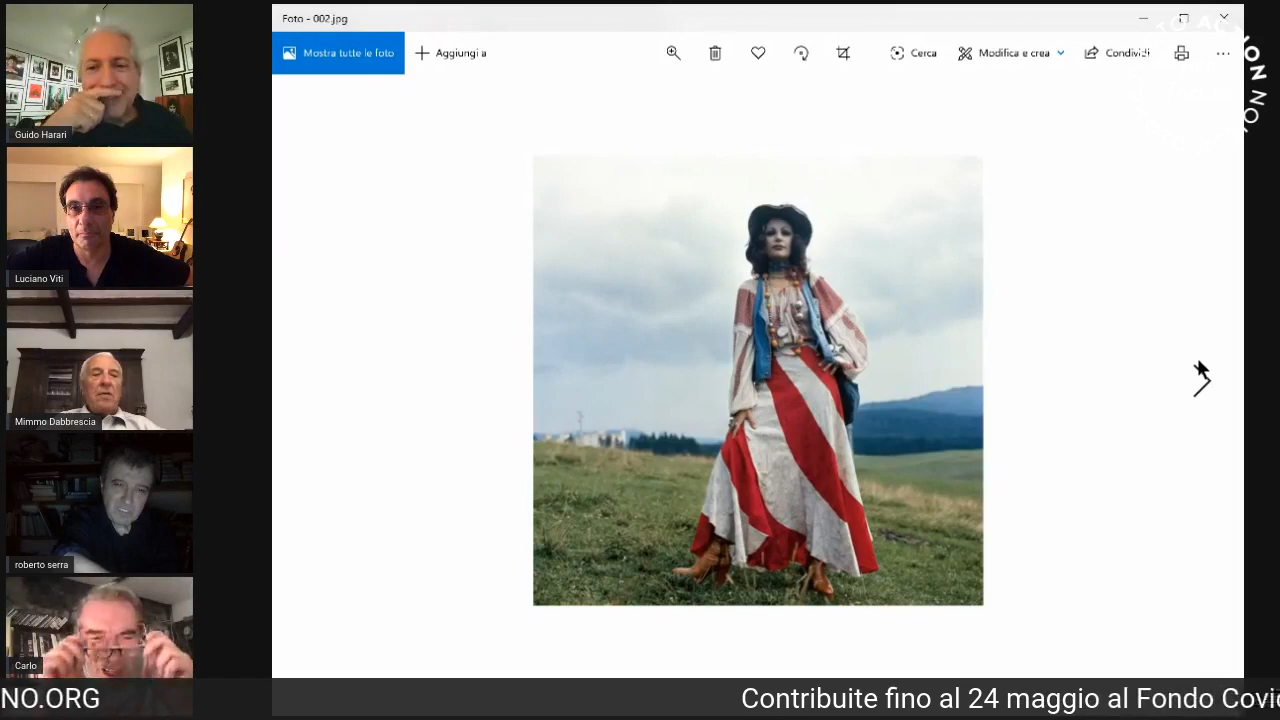 Foto - 002.jpg
Mostra tutte le foto
Aggiungi a
Cerca
Modifica e crea
Condividi
Guido Harari
Luciano Viti
Mimmo Dabbrescia
roberto serra
Carlo
NO.ORG
Contribuite fino al 24 maggio al Fondo Covid